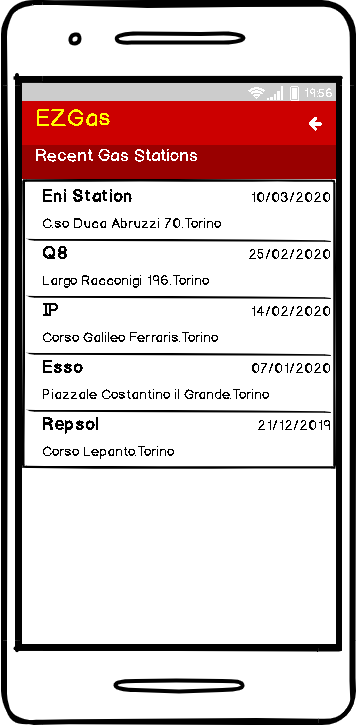 19:56
EZGas
Recent Gas Stations
Eni Station 10/03/2020
C.so Duca Abruzzi 70,Torino
Q8 25/02/2020
Largo Racconigi 196,Torino
IP 14/02/2020
Corso Galileo Ferraris,Torino
Esso 07/01/2020
Piazzale Costantino il Grande,Torino
Repsol 21/12/2019
Corso Lepanto,Torino